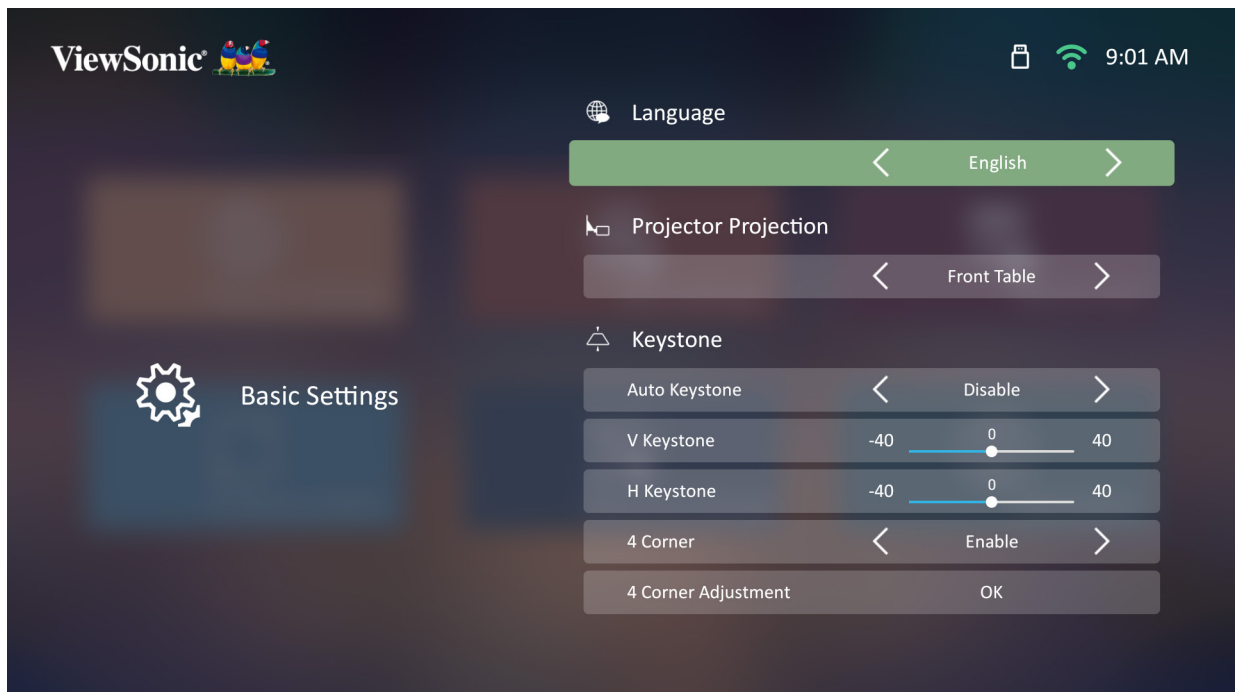 ViewSonic®
9:01 AM
Language
English
Projector Projection
Front Table
Keystone
Basic Settings
Auto Keystone Disable
V Keystone -40 0 40
H Keystone -40 0 40
4 Corner Enable
4 Corner Adjustment OK